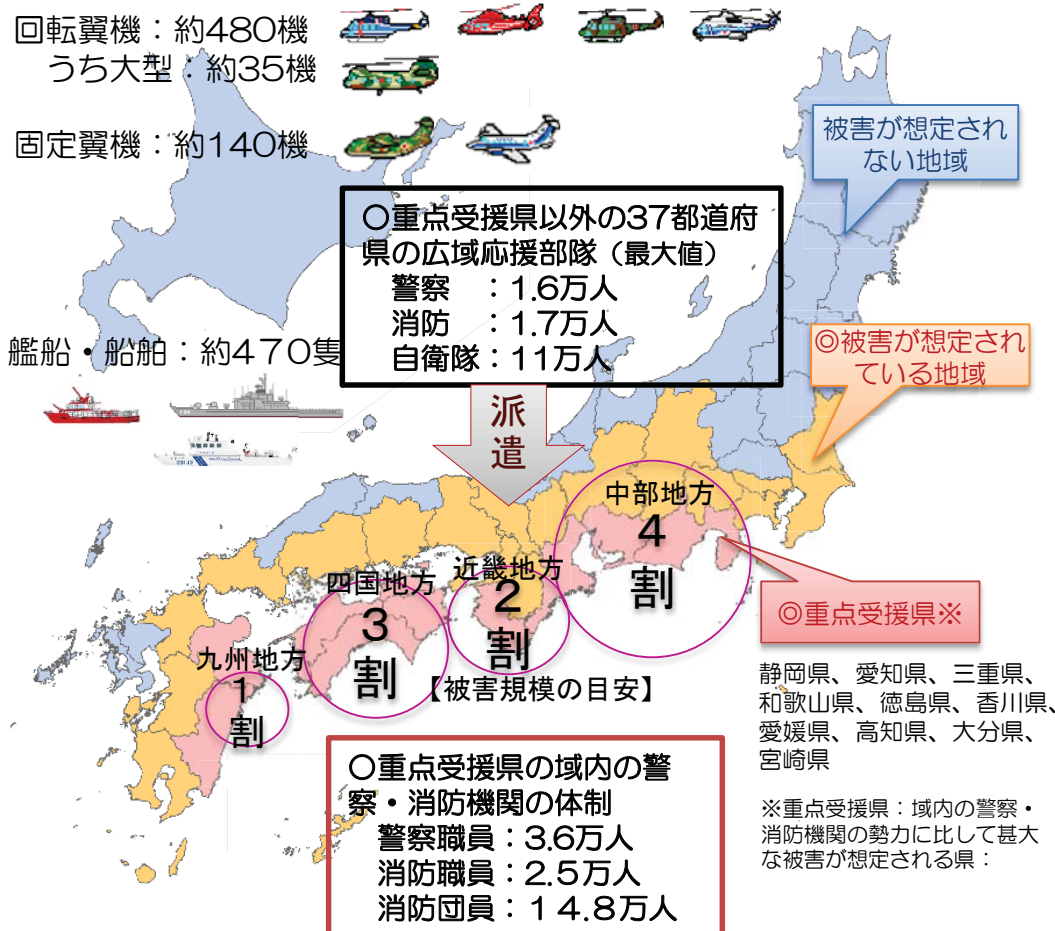 回転翼機：約480機
うち大型：約35機
固定翼機：約140機
被害が想定され
ない地域
○重点受援県以外の37都道府
県の広域応援部隊（最大値）
警察　：1.6万人
消防　：1.7万人
自衛隊：11万人
艦船・船舶：約470隻
◎被害が想定され
ている地域
派
遣
中部地方
4
割
近畿地方
2
割
四国地方
3
割
九州地方
1
割
【被害規模の目安】
◎重点受援県※
静岡県、愛知県、三重県、
和歌山県、徳島県、香川県、
愛媛県、高知県、大分県、
宮崎県
※重点受援県：域内の警察・
消防機関の勢力に比して甚大
な被害が想定される県：
○重点受援県の域内の警
察・消防機関の体制
警察職員：3.6万人
消防職員：2.5万人
消防団員：１４.8万人